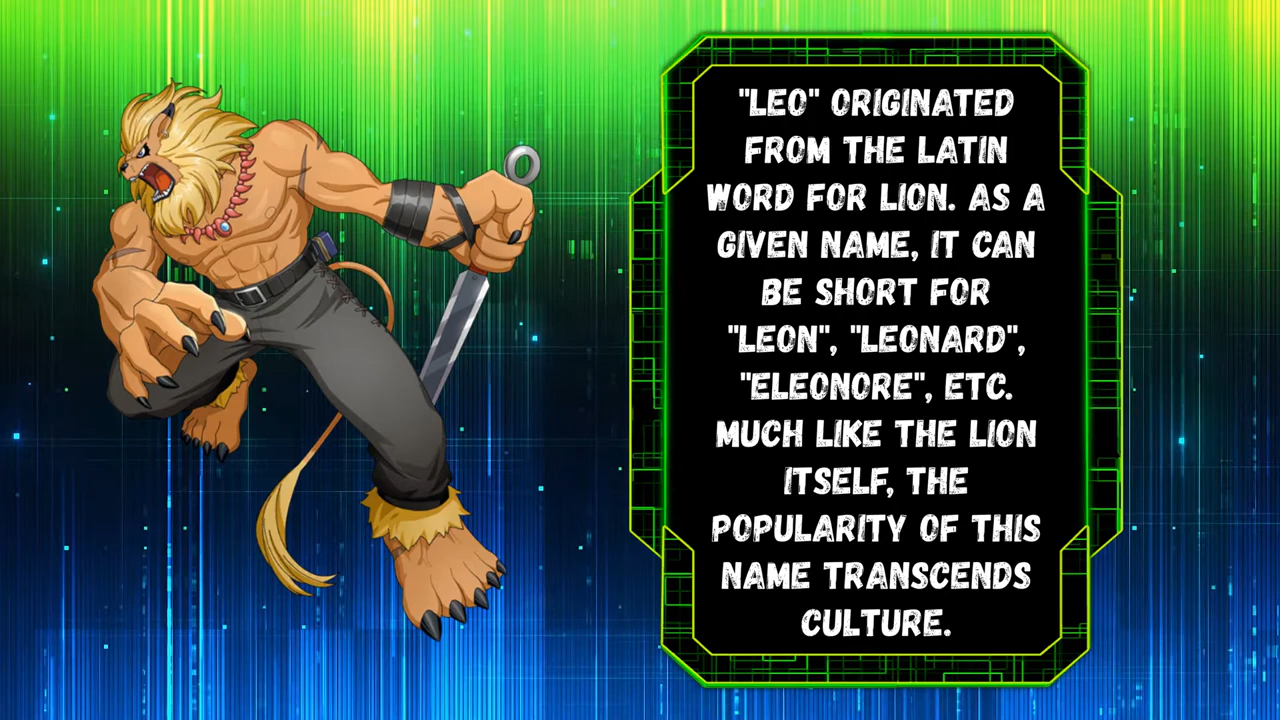 "LEO" ORIGINATED
FROM THE LATIN
WORD FOR LION. AS A
GIVEN NAME, IT CAN
BE SHORT FOR
"LEON", "LEONARD",
"ELEONORE", ETC.
MUCH LIKE THE LION
ITSELF, THE
POPULARITY OF THIS
NAME TRANSCENDS
CULTURE.